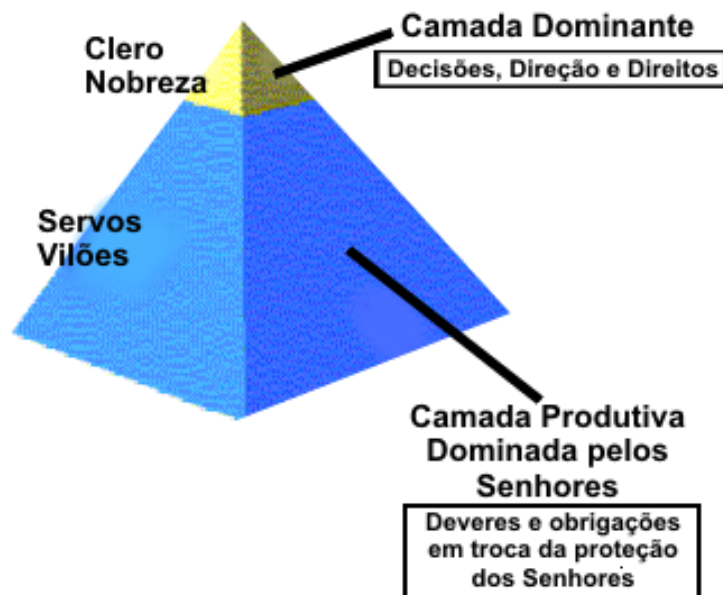 Clero
Nobreza
Camada Dominante
Decisões, Direção e Direitos
Servos
Vilões
Camada Produtiva
Dominada pelos
Senhores
Deveres e obrigações
em troca da proteção
dos Senhores